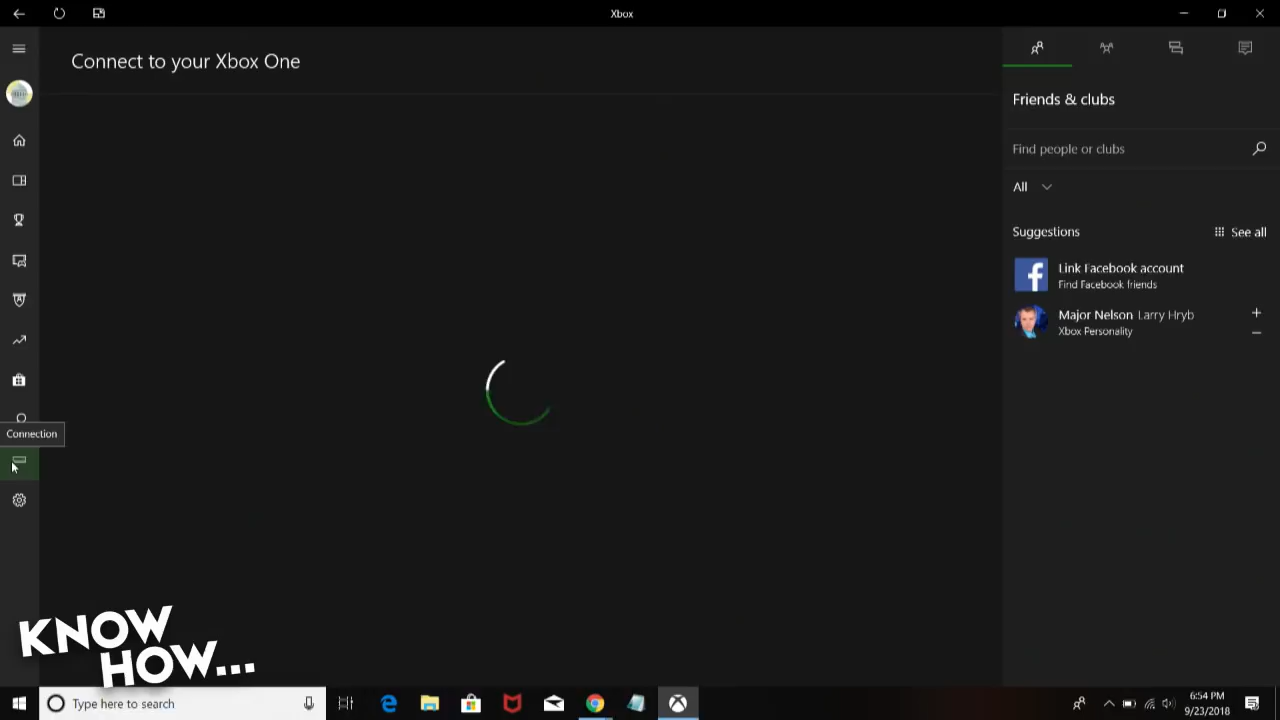 Xbox
Connect to your Xbox One
Friends & clubs
Find people or clubs
All
Suggestions
See all
Link Facebook account
Find Facebook friends
Major Nelson Larry Hryb
Xbox Personality
Connection
KNOW
HOW...
Type here to search
6:54 PM
9/23/2018